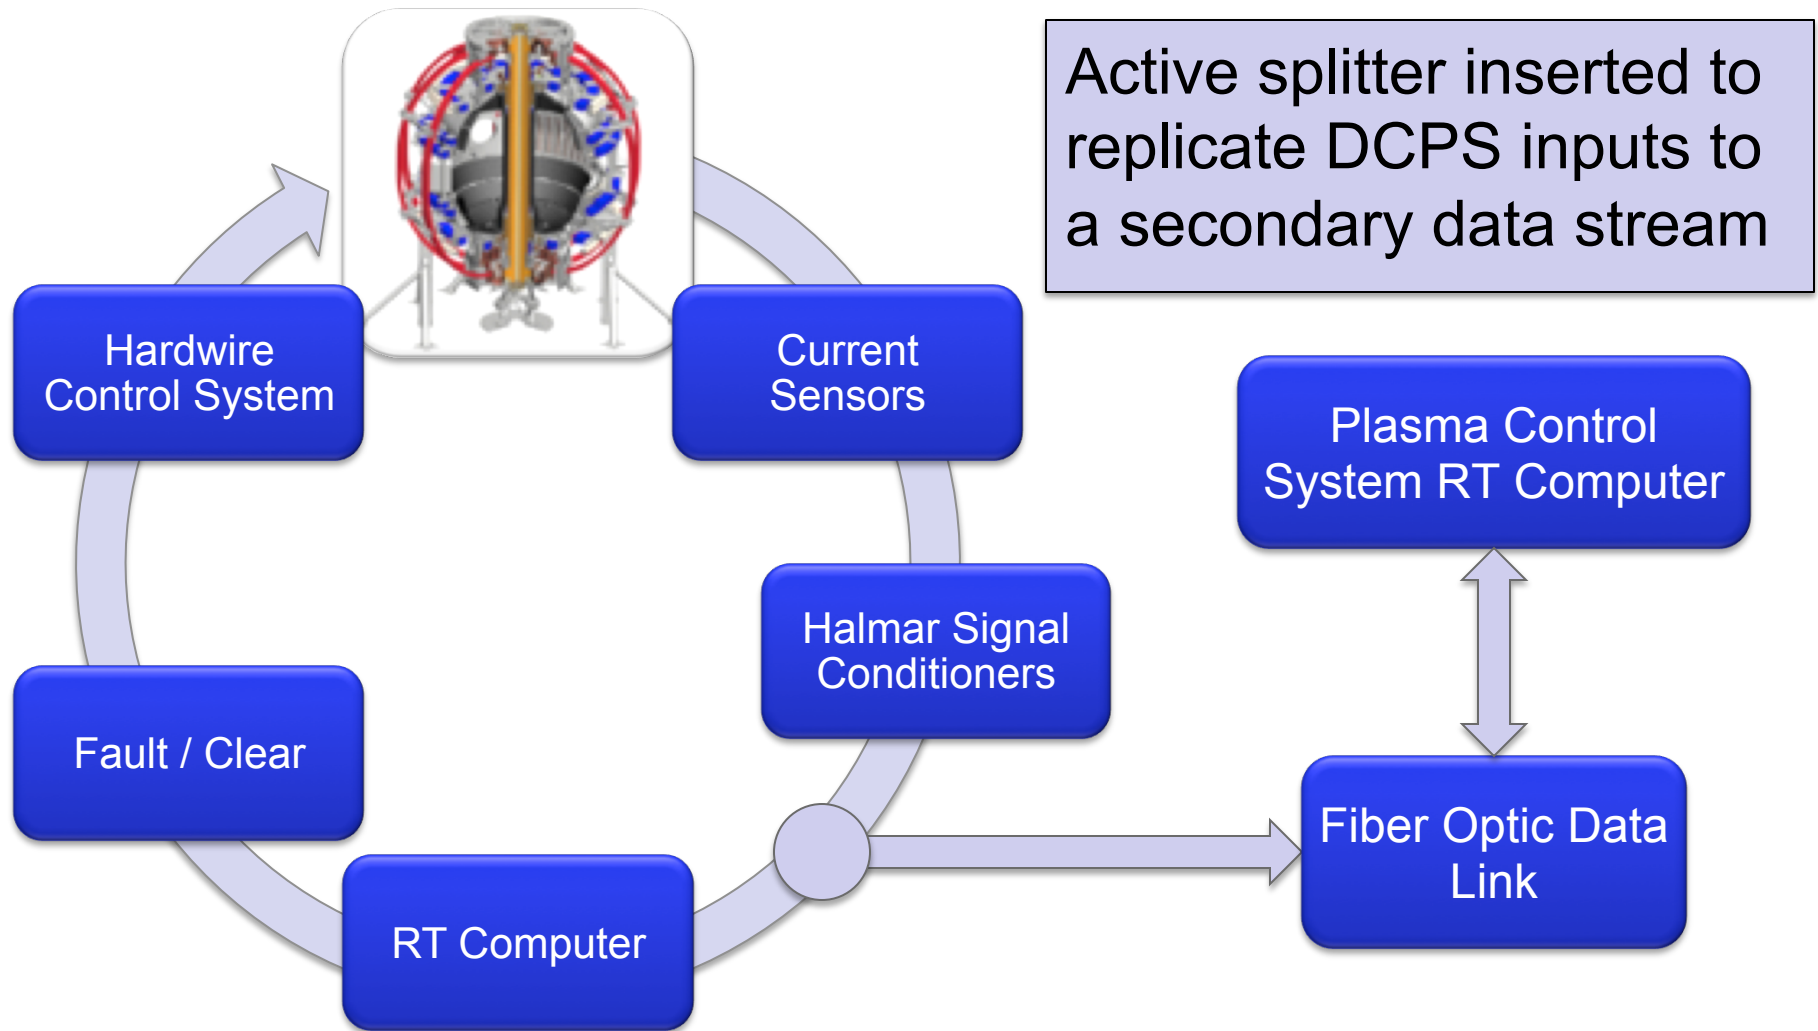 Active splitter inserted to
replicate DCPS inputs to
a secondary data stream
Hardwire
Control System
Current
Sensors
Plasma Control
System RT Computer
Halmar Signal
Conditioners
Fault / Clear
Fiber Optic Data
Link
RT Computer